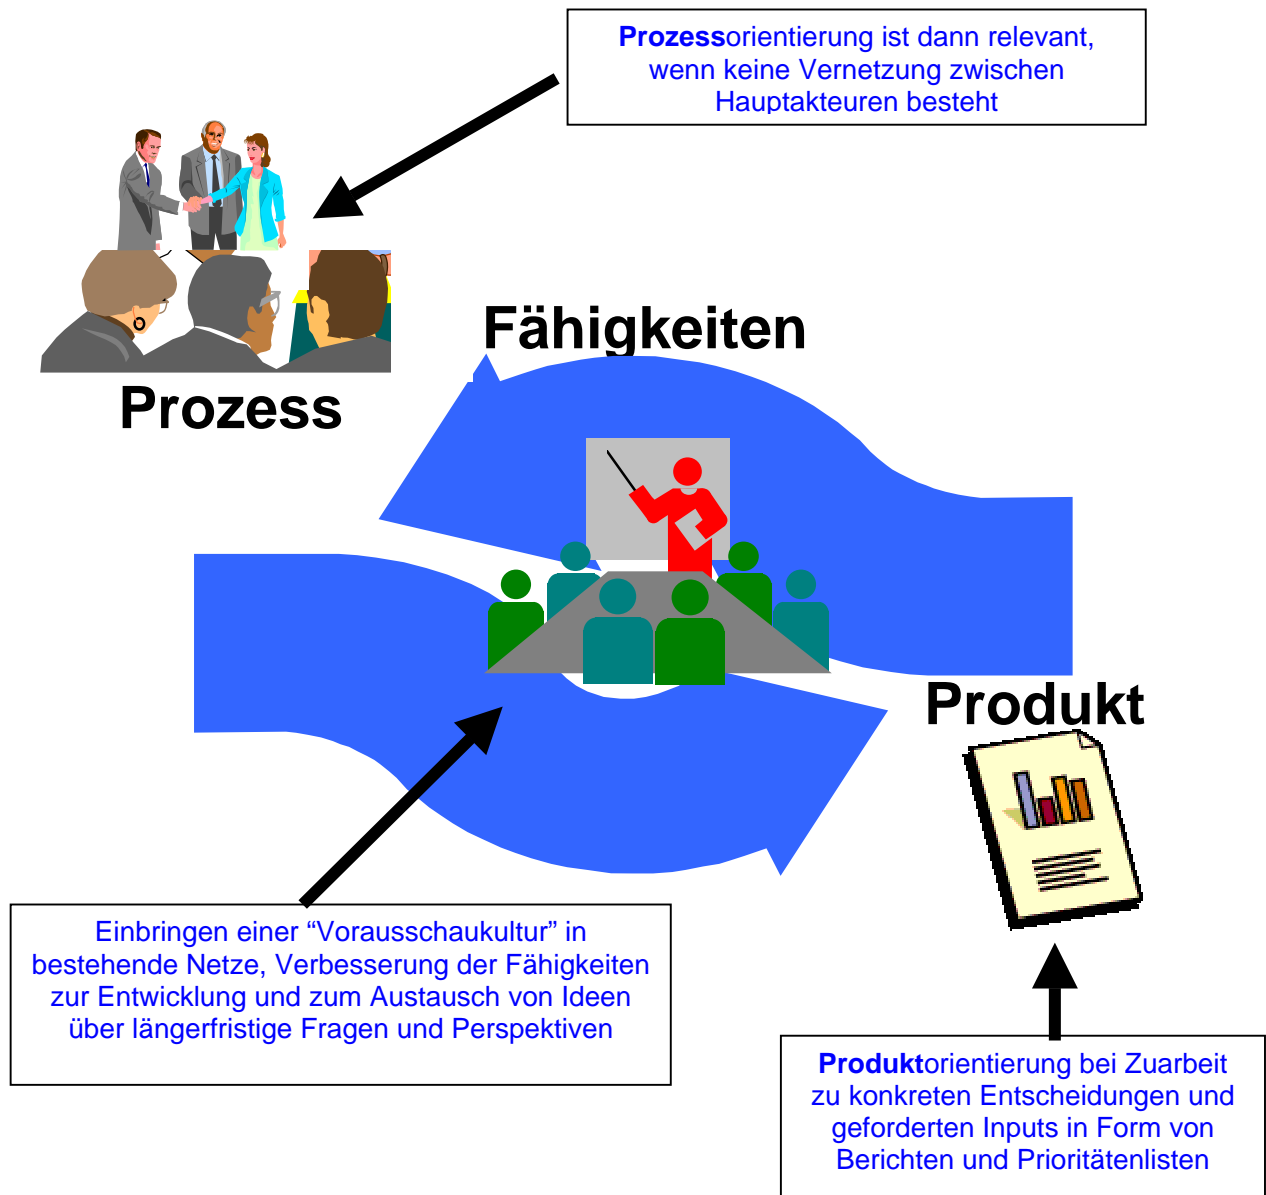 Prozessorientierung ist dann relevant,
wenn keine Vernetzung zwischen
Hauptakteuren besteht
Fähigkeiten
Prozess
Produkt
Einbringen einer “Vorausschaukultur” in
bestehende Netze, Verbesserung der Fähigkeiten
zur Entwicklung und zum Austausch von Ideen
über längerfristige Fragen und Perspektiven
Produktorientierung bei Zuarbeit
zu konkreten Entscheidungen und
geforderten Inputs in Form von
Berichten und Prioritätenlisten